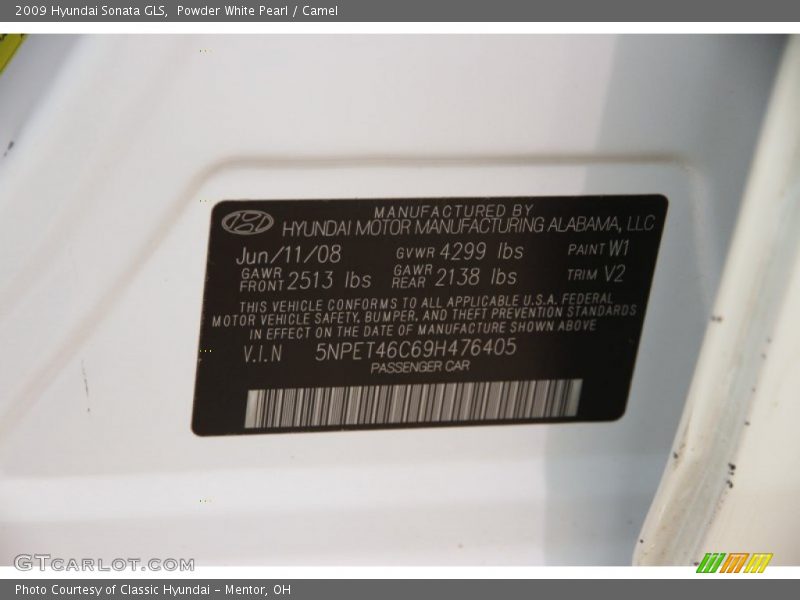 2009 Hyundai Sonata GLS,  Powder White Pearl / Camel
MANUFACTURED BY
HYUNDAI MOTOR MANUFACTURING ALABAMA, LLC
Jun/11/08 GVWR 4299 lbs PAINT W1
GAWR FRONT 2513 lbs GAWR REAR 2138 lbs TRIM V2
THIS VEHICLE CONFORMS TO ALL APPLICABLE U.S.A. FEDERAL
MOTOR VEHICLE SAFETY, BUMPER, AND THEFT PREVENTION STANDARDS
IN EFFECT ON THE DATE OF MANUFACTURE SHOWN ABOVE
V.I.N 5NPET46C69H476405
PASSENGER CAR
GTCARLOT.COM
Photo Courtesy of Classic Hyundai - Mentor, OH